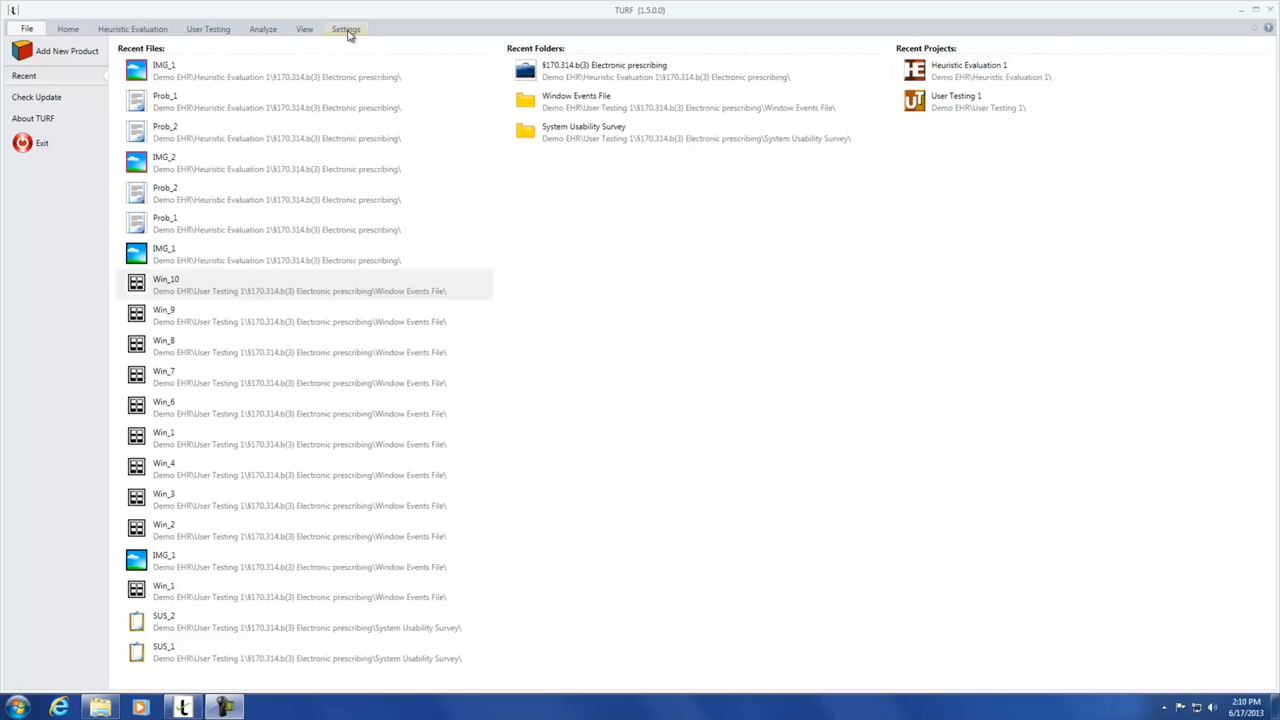 TURF (1.5.0.0)
File Home Heuristic Evaluation User Testing Analyze View Settings
Add New Product
Recent
Check Update
About TURF
Exit
Recent Files:
IMG_1
Demo EHR\Heuristic Evaluation 1\§170.314.b(3) Electronic prescribing\
Prob_1
Demo EHR\Heuristic Evaluation 1\§170.314.b(3) Electronic prescribing\
Prob_2
Demo EHR\Heuristic Evaluation 1\§170.314.b(3) Electronic prescribing\
IMG_2
Demo EHR\Heuristic Evaluation 1\§170.314.b(3) Electronic prescribing\
Prob_2
Demo EHR\Heuristic Evaluation 1\§170.314.b(3) Electronic prescribing\
Prob_1
Demo EHR\Heuristic Evaluation 1\§170.314.b(3) Electronic prescribing\
IMG_1
Demo EHR\Heuristic Evaluation 1\§170.314.b(3) Electronic prescribing\
Win_10
Demo EHR\User Testing 1\§170.314.b(3) Electronic prescribing\Window Events File\
Win_9
Demo EHR\User Testing 1\§170.314.b(3) Electronic prescribing\Window Events File\
Win_8
Demo EHR\User Testing 1\§170.314.b(3) Electronic prescribing\Window Events File\
Win_7
Demo EHR\User Testing 1\§170.314.b(3) Electronic prescribing\Window Events File\
Win_6
Demo EHR\User Testing 1\§170.314.b(3) Electronic prescribing\Window Events File\
Win_1
Demo EHR\User Testing 1\§170.314.b(3) Electronic prescribing\Window Events File\
Win_4
Demo EHR\User Testing 1\§170.314.b(3) Electronic prescribing\Window Events File\
Win_3
Demo EHR\User Testing 1\§170.314.b(3) Electronic prescribing\Window Events File\
Win_2
Demo EHR\User Testing 1\§170.314.b(3) Electronic prescribing\Window Events File\
IMG_1
Demo EHR\User Testing 1\§170.314.b(3) Electronic prescribing\Window Events File\
Win_1
Demo EHR\User Testing 1\§170.314.b(3) Electronic prescribing\Window Events File\
SUS_2
Demo EHR\User Testing 1\§170.314.b(3) Electronic prescribing\System Usability Survey\
SUS_1
Demo EHR\User Testing 1\§170.314.b(3) Electronic prescribing\System Usability Survey\
Recent Folders:
§170.314.b(3) Electronic prescribing
Demo EHR\Heuristic Evaluation 1\§170.314.b(3) Electronic prescribing\
Window Events File
Demo EHR\User Testing 1\§170.314.b(3) Electronic prescribing\Window Events File\
System Usability Survey
Demo EHR\User Testing 1\§170.314.b(3) Electronic prescribing\System Usability Survey\
Recent Projects:
HE
Heuristic Evaluation 1
Demo EHR\Heuristic Evaluation 1\
UT
User Testing 1
Demo EHR\User Testing 1\
2:10 PM
6/17/2013